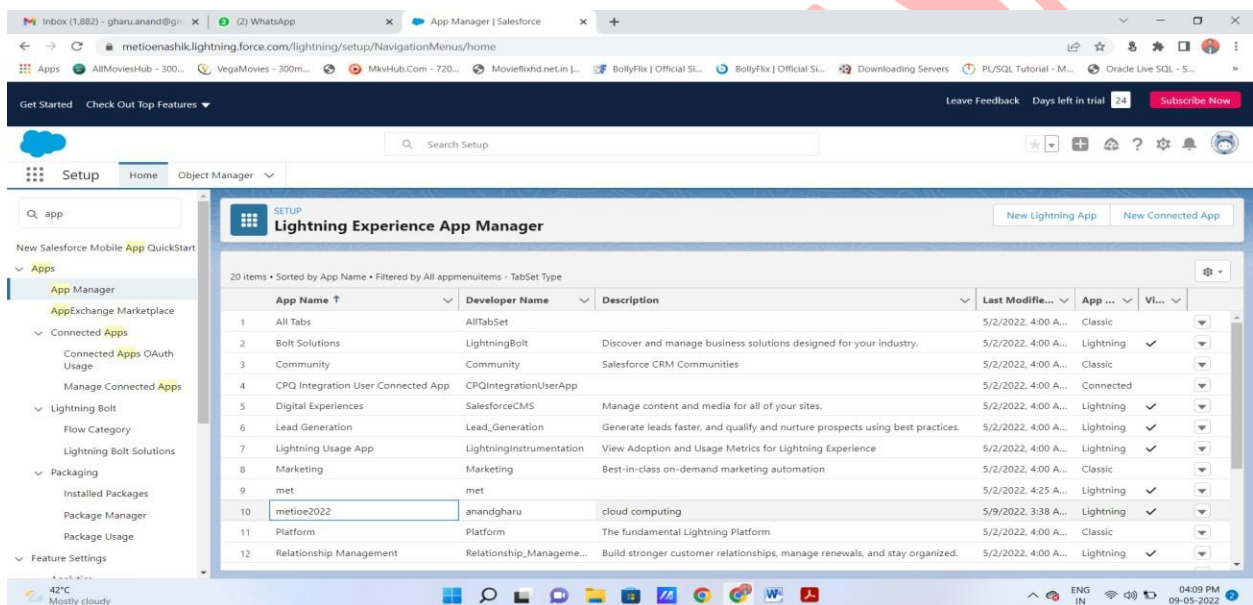 Inbox (1,882) - gharu.anand@gm
(2) WhatsApp
App Manager | Salesforce
metioenashik.lightning.force.com/lightning/setup/NavigationMenus/home
Apps AllMoviesHub - 300... VegaMovies - 300m... MkvHub.Com - 720... Movieflixhd.net.in |... BollyFlix | Official Si... BollyFlix | Official Si... Downloading Servers PL/SQL Tutorial - M... Oracle Live SQL - S... »
Get Started Check Out Top Features Leave Feedback Days left in trial 24 Subscribe Now
Search Setup
Setup Home Object Manager
app
New Salesforce Mobile App QuickStart
Apps
App Manager
AppExchange Marketplace
Connected Apps
Connected Apps OAuth
Usage
Manage Connected Apps
Lightning Bolt
Flow Category
Lightning Bolt Solutions
Packaging
Installed Packages
Package Manager
Package Usage
Feature Settings
SETUP
Lightning Experience App Manager
New Lightning App New Connected App
20 items • Sorted by App Name • Filtered by All appmenuitems - TabSet Type
App Name ↑ Developer Name Description Last Modifie... App ... Vi...
1 All Tabs AllTabSet 5/2/2022, 4:00 A... Classic
2 Bolt Solutions LightningBolt Discover and manage business solutions designed for your industry. 5/2/2022, 4:00 A... Lightning ✓
3 Community Community Salesforce CRM Communities 5/2/2022, 4:00 A... Classic
4 CPQ Integration User Connected App CPQIntegrationUserApp 5/2/2022, 4:00 A... Connected
5 Digital Experiences SalesforceCMS Manage content and media for all of your sites. 5/2/2022, 4:00 A... Lightning ✓
6 Lead Generation Lead_Generation Generate leads faster, and qualify and nurture prospects using best practices. 5/2/2022, 4:00 A... Lightning ✓
7 Lightning Usage App LightningInstrumentation View Adoption and Usage Metrics for Lightning Experience 5/2/2022, 4:00 A... Lightning ✓
8 Marketing Marketing Best-in-class on-demand marketing automation 5/2/2022, 4:00 A... Classic
9 met met 5/2/2022, 4:25 A... Lightning ✓
10 metioe2022 anandgharu cloud computing 5/9/2022, 3:38 A... Lightning ✓
11 Platform Platform The fundamental Lightning Platform 5/2/2022, 4:00 A... Classic
12 Relationship Management Relationship_Manageme... Build stronger customer relationships, manage renewals, and stay organized. 5/2/2022, 4:00 A... Lightning ✓
42°C
Mostly cloudy
ENG
IN
04:09 PM
09-05-2022
2